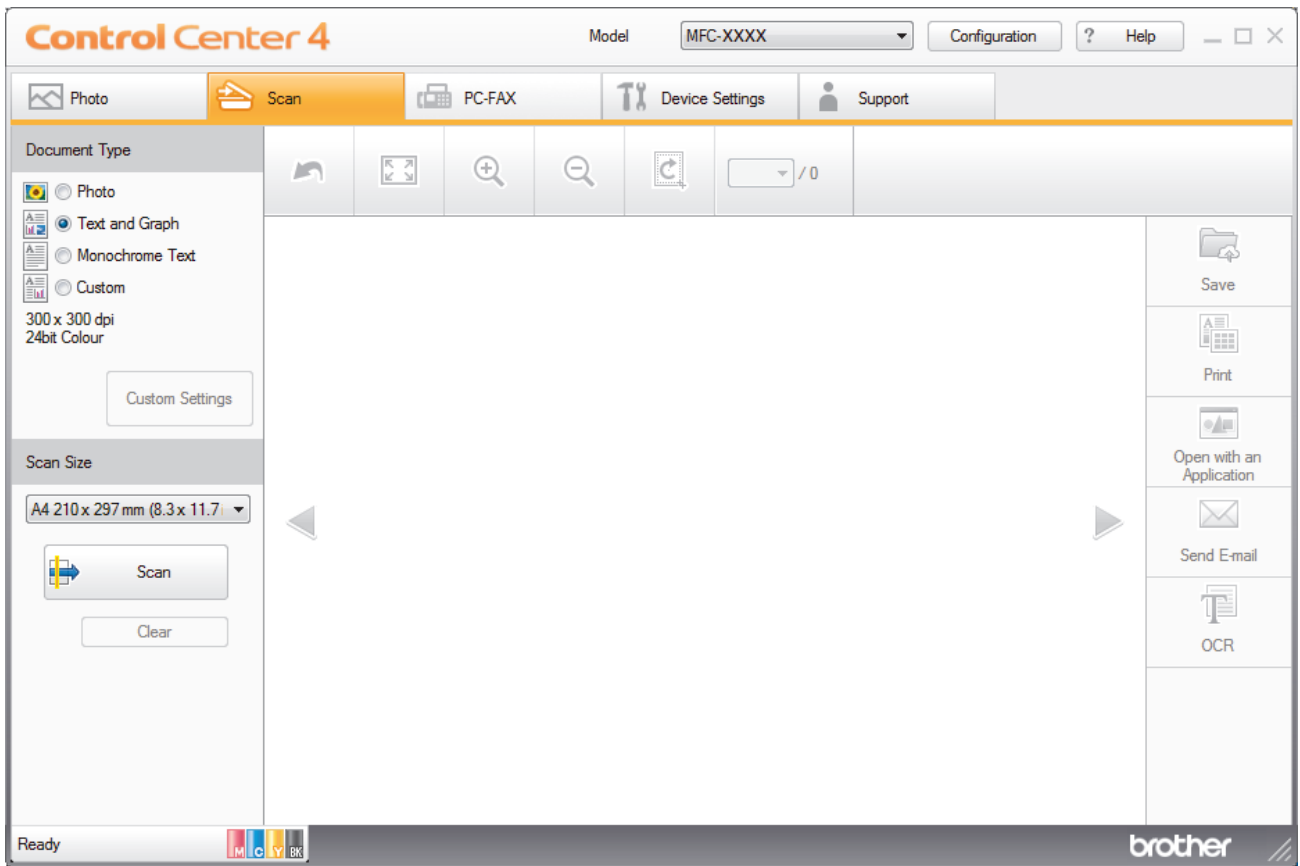 Control Center 4
Model
MFC-XXXX
Configuration
? Help
Photo
Scan
PC-FAX
Device Settings
Support
Document Type
Photo
Text and Graph
Monochrome Text
Custom
300 x 300 dpi
24bit Colour
Custom Settings
Scan Size
A4 210 x 297 mm (8.3 x 11.7
Scan
Clear
/ 0
Save
Print
Open with an
Application
Send E-mail
OCR
Ready
M C Y BK
brother